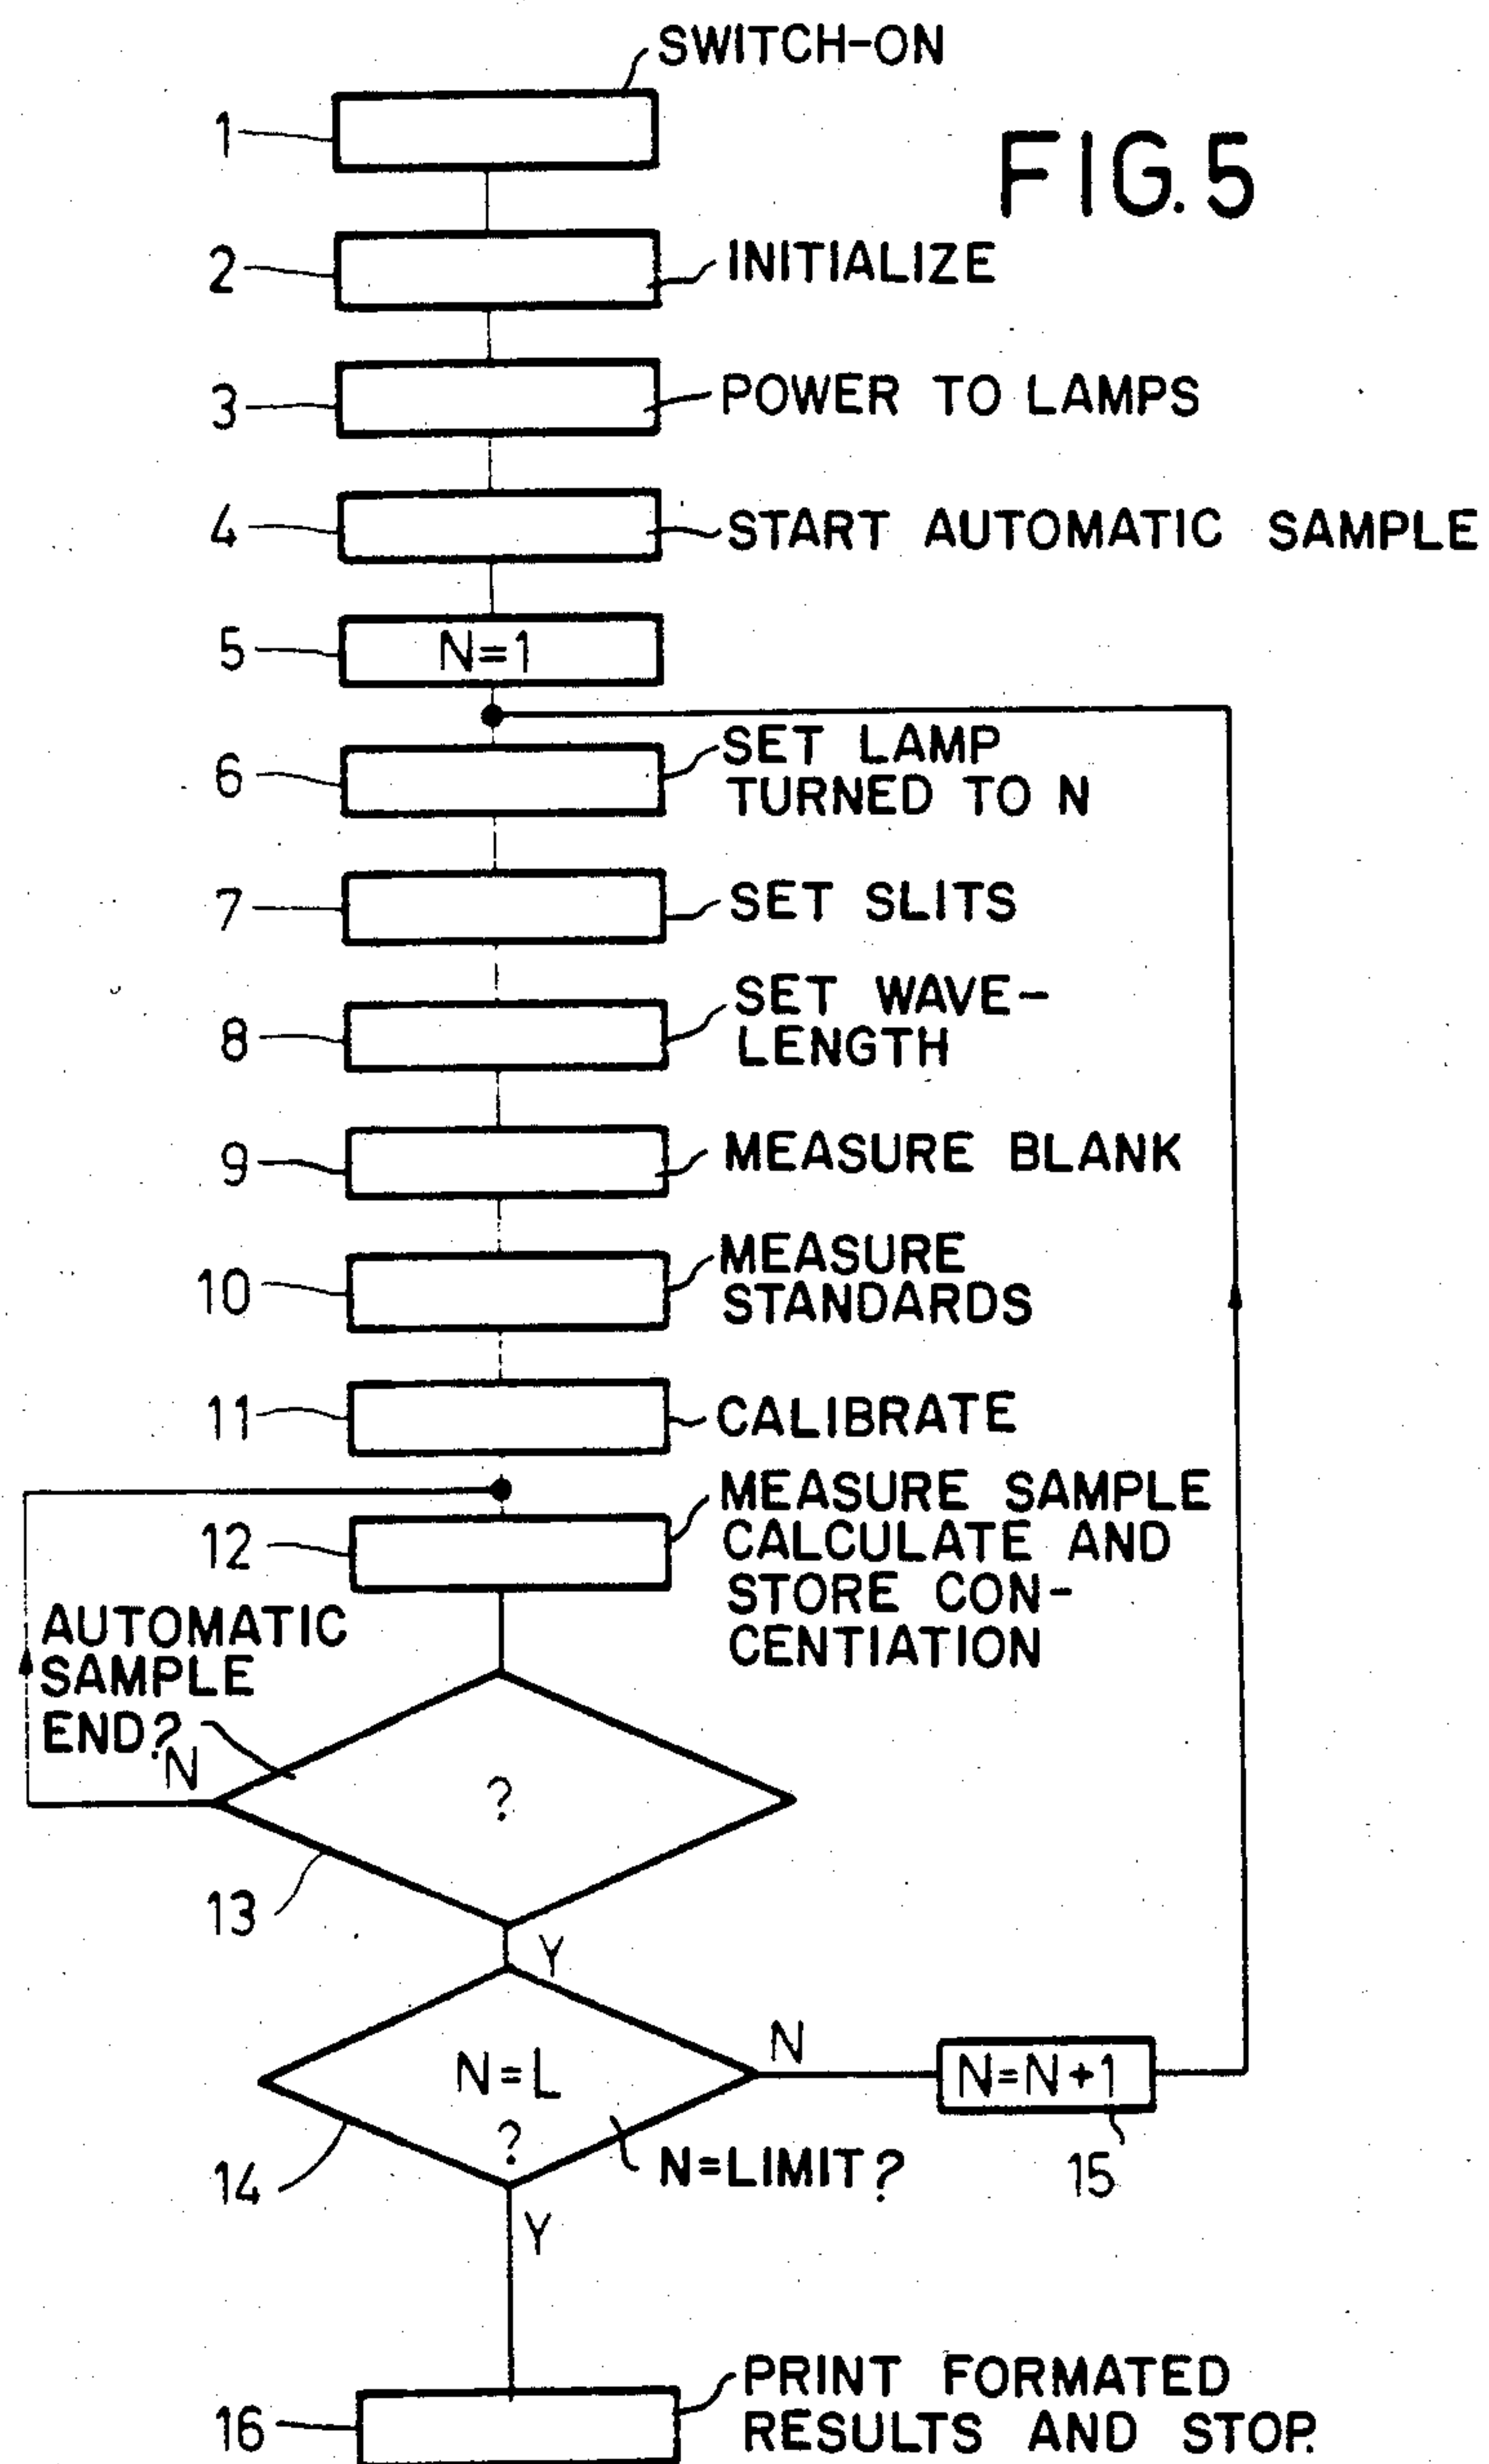 SWITCH-ON
1
FIG. 5
2
INITIALIZE
3
POWER TO LAMPS
4
START AUTOMATIC SAMPLE
5
N=1
6
SET LAMP
TURNED TO N
7
SET SLITS
8
SET WAVE-
LENGTH
9
MEASURE BLANK
10
MEASURE
STANDARDS
11
CALIBRATE
12
MEASURE SAMPLE
CALCULATE AND
STORE CON-
CENTIATION
AUTOMATIC
SAMPLE
END?
N
?
13
Y
N=L
?
N
N=N+1
14
N=LIMIT?
15
Y
16
PRINT FORMATED
RESULTS AND STOP.